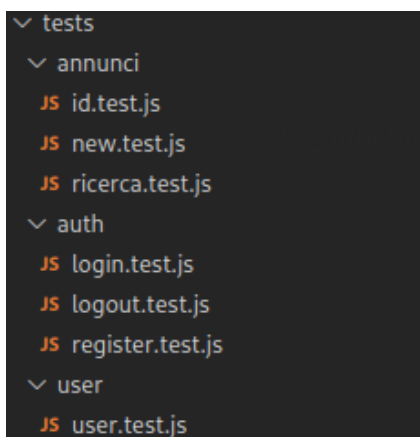 tests
annunci
JS id.test.js
JS new.test.js
JS ricerca.test.js
auth
JS login.test.js
JS logout.test.js
JS register.test.js
user
JS user.test.js